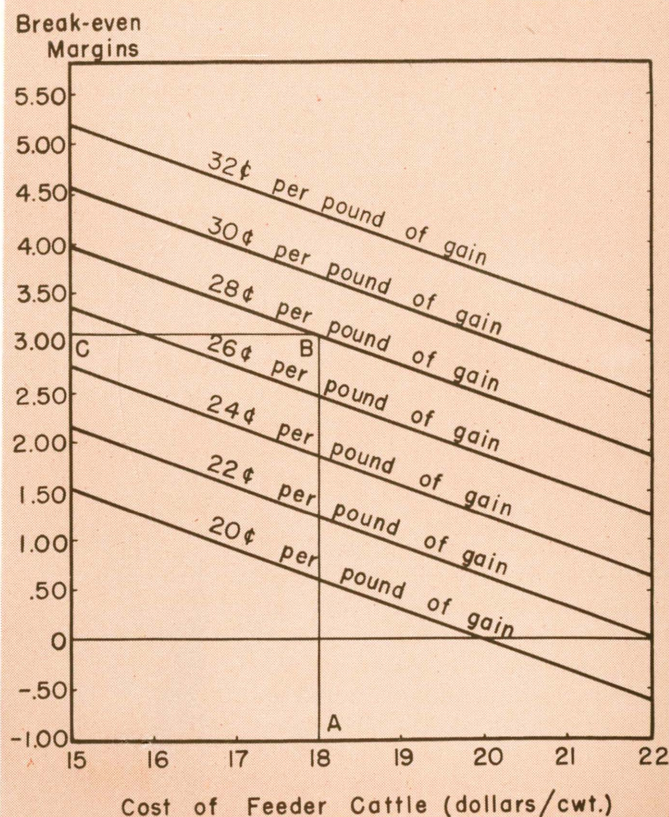 Break-even
Margins
5.50
5.00
4.50
4.00
3.50
3.00
2.50
2.00
1.50
1.00
.50
0
-.50
-1.00
32¢ per pound of gain
30¢ per pound of gain
28¢ per pound of gain
C
B
26¢ per pound of gain
24¢ per pound of gain
22¢ per pound of gain
20¢ per pound of gain
A
15 16 17 18 19 20 21 22
Cost of Feeder Cattle (dollars/cwt.)